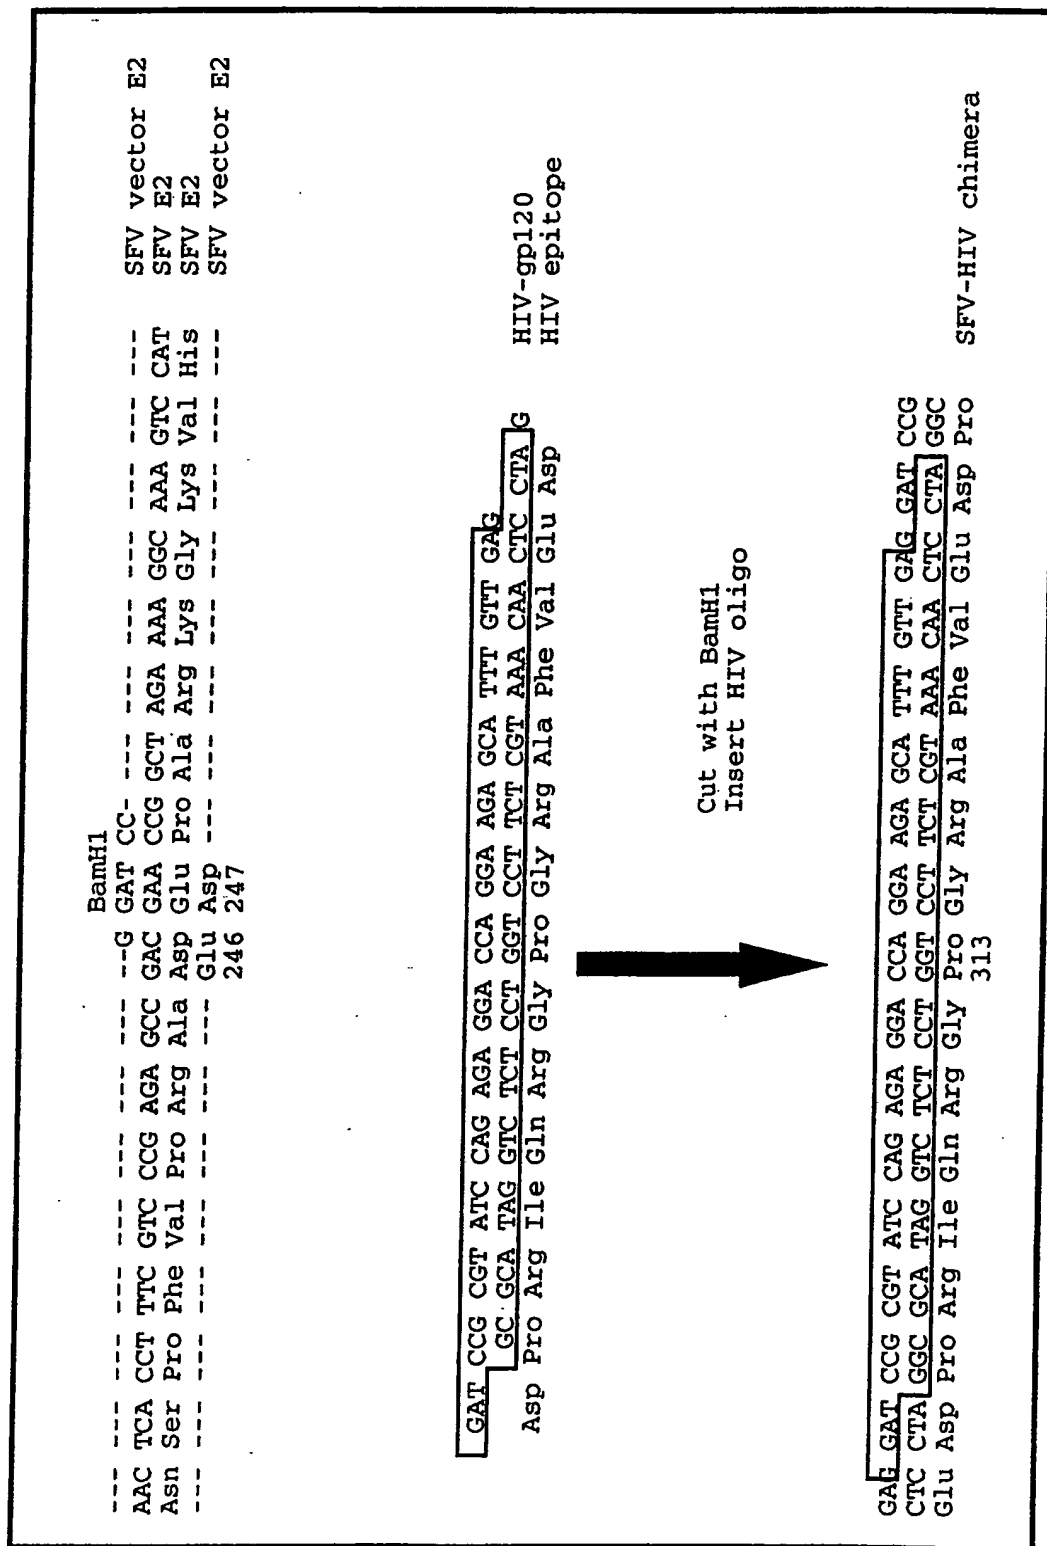 BamH1
--- --- --- --- --- --- --- --G GAT CC- --- --- --- --- --- --- --- --- SFV vector E2
AAC TCA CCT TTC GTC CCG AGA GCC GAC GAA CCG GCT AGA AAA GGC AAA GTC CAT SFV E2
Asn Ser Pro Phe Val Pro Arg Ala Asp Glu Pro Ala Arg Lys Gly Lys Val His SFV E2
--- --- --- --- --- --- --- Glu Asp --- --- --- --- --- --- --- --- --- SFV vector E2
246 247
GAT CCG CGT ATC CAG AGA GGA CCA GGA AGA GCA TTT GTT GAG
GC GCA TAG GTC TCT CCT GGT CCT TCT CGT AAA CAA CTC CTA G HIV-gp120
Asp Pro Arg Ile Gln Arg Gly Pro Gly Arg Ala Phe Val Glu Asp HIV epitope
Cut with BamH1
Insert HIV oligo
GAG GAT CCG CGT ATC CAG AGA GGA CCA GGA AGA GCA TTT GTT GAG GAT CCG
CTC CTA GGC GCA TAG GTC TCT CCT GGT CCT TCT CGT AAA CAA CTC CTA GGC
Glu Asp Pro Arg Ile Gln Arg Gly Pro Gly Arg Ala Phe Val Glu Asp Pro SFV-HIV chimera
313